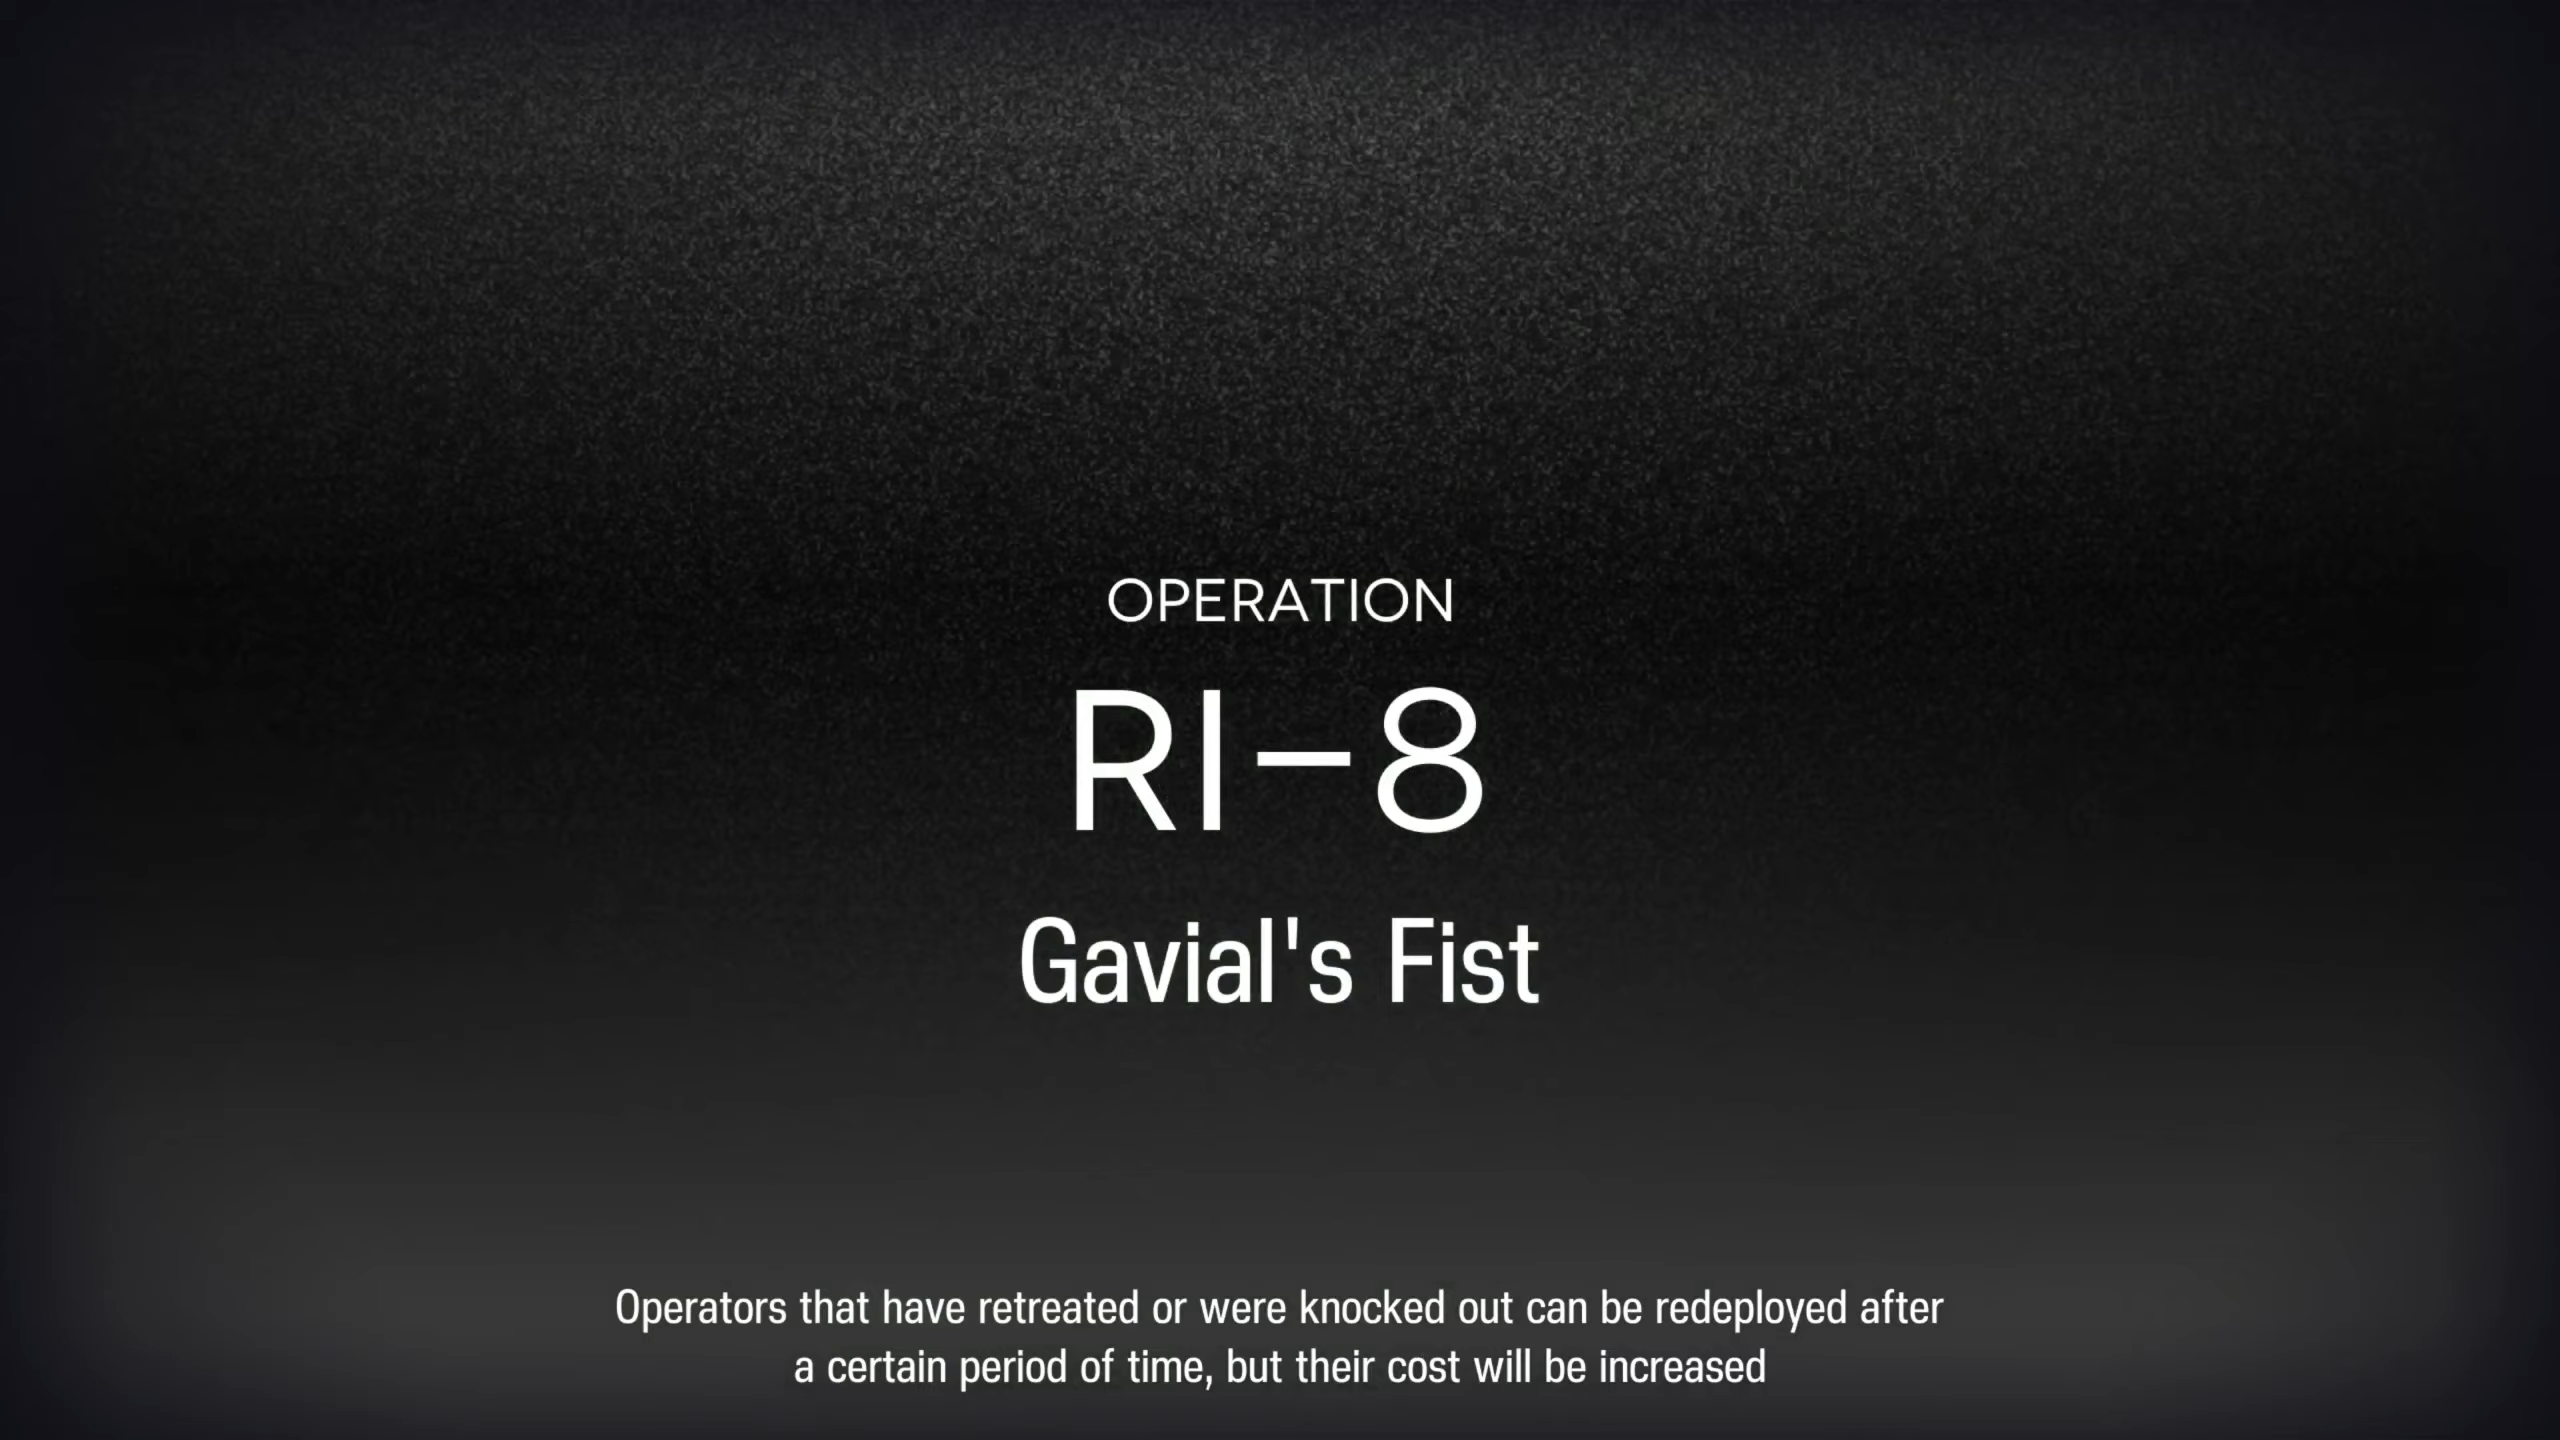 OPERATION
RI-8
Gavial's Fist
Operators that have retreated or were knocked out can be redeployed after
a certain period of time, but their cost will be increased